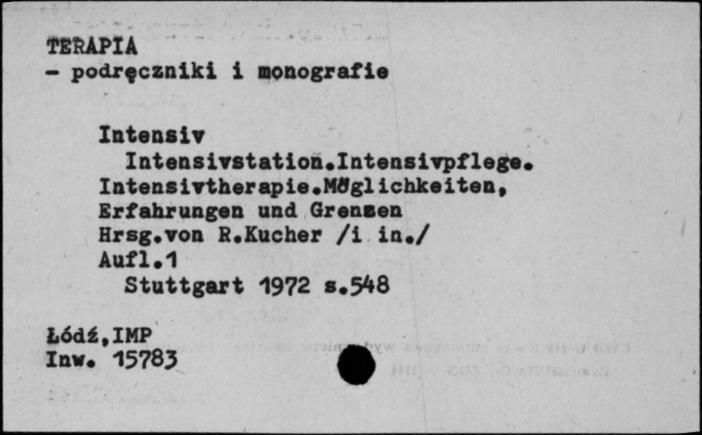 TERAPIA
- podręczniki i monografie
Intensiv
Intensivstation.Intensivpflege.
Intensivtherapie.Möglichkeiten,
Erfahrungen und Grenzen
Hrsg.von R.Kucher /i in./
Aufl.1
Stuttgart 1972 s.548
Łódź,IMP
Inw. 15783